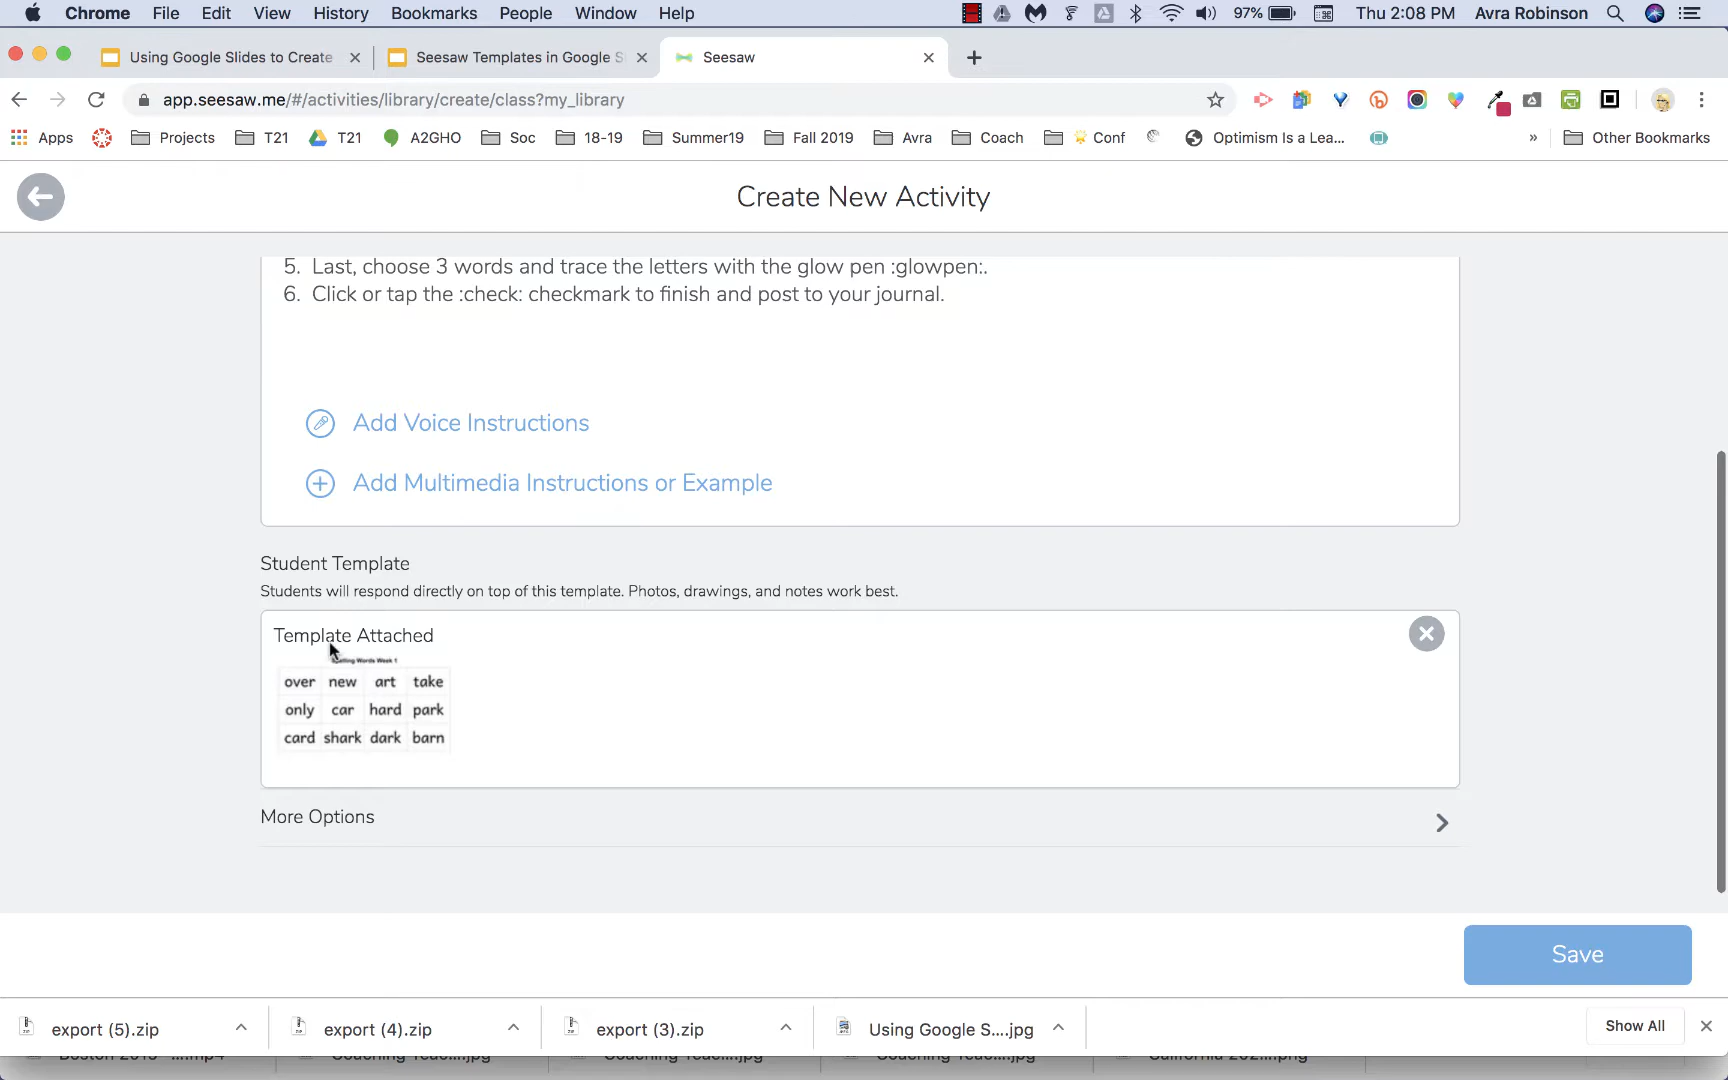 Chrome File Edit View History Bookmarks People Window Help 97% Thu 2:08 PM Avra Robinson
Using Google Slides to Create Seesaw Templates in Google S Seesaw
app.seesaw.me/#/activities/library/create/class?my_library
Apps Projects T21 T21 A2GHO Soc 18-19 Summer19 Fall 2019 Avra Coach Conf Optimism Is a Lea... » Other Bookmarks
Create New Activity
5. Last, choose 3 words and trace the letters with the glow pen :glowpen:.
6. Click or tap the :check: checkmark to finish and post to your journal.
Add Voice Instructions
Add Multimedia Instructions or Example
Student Template
Students will respond directly on top of this template. Photos, drawings, and notes work best.
Template Attached
Spelling Words Week 1
over new art take
only car hard park
card shark dark barn
More Options
Save
export (5).zip export (4).zip export (3).zip Using Google S....jpg Show All